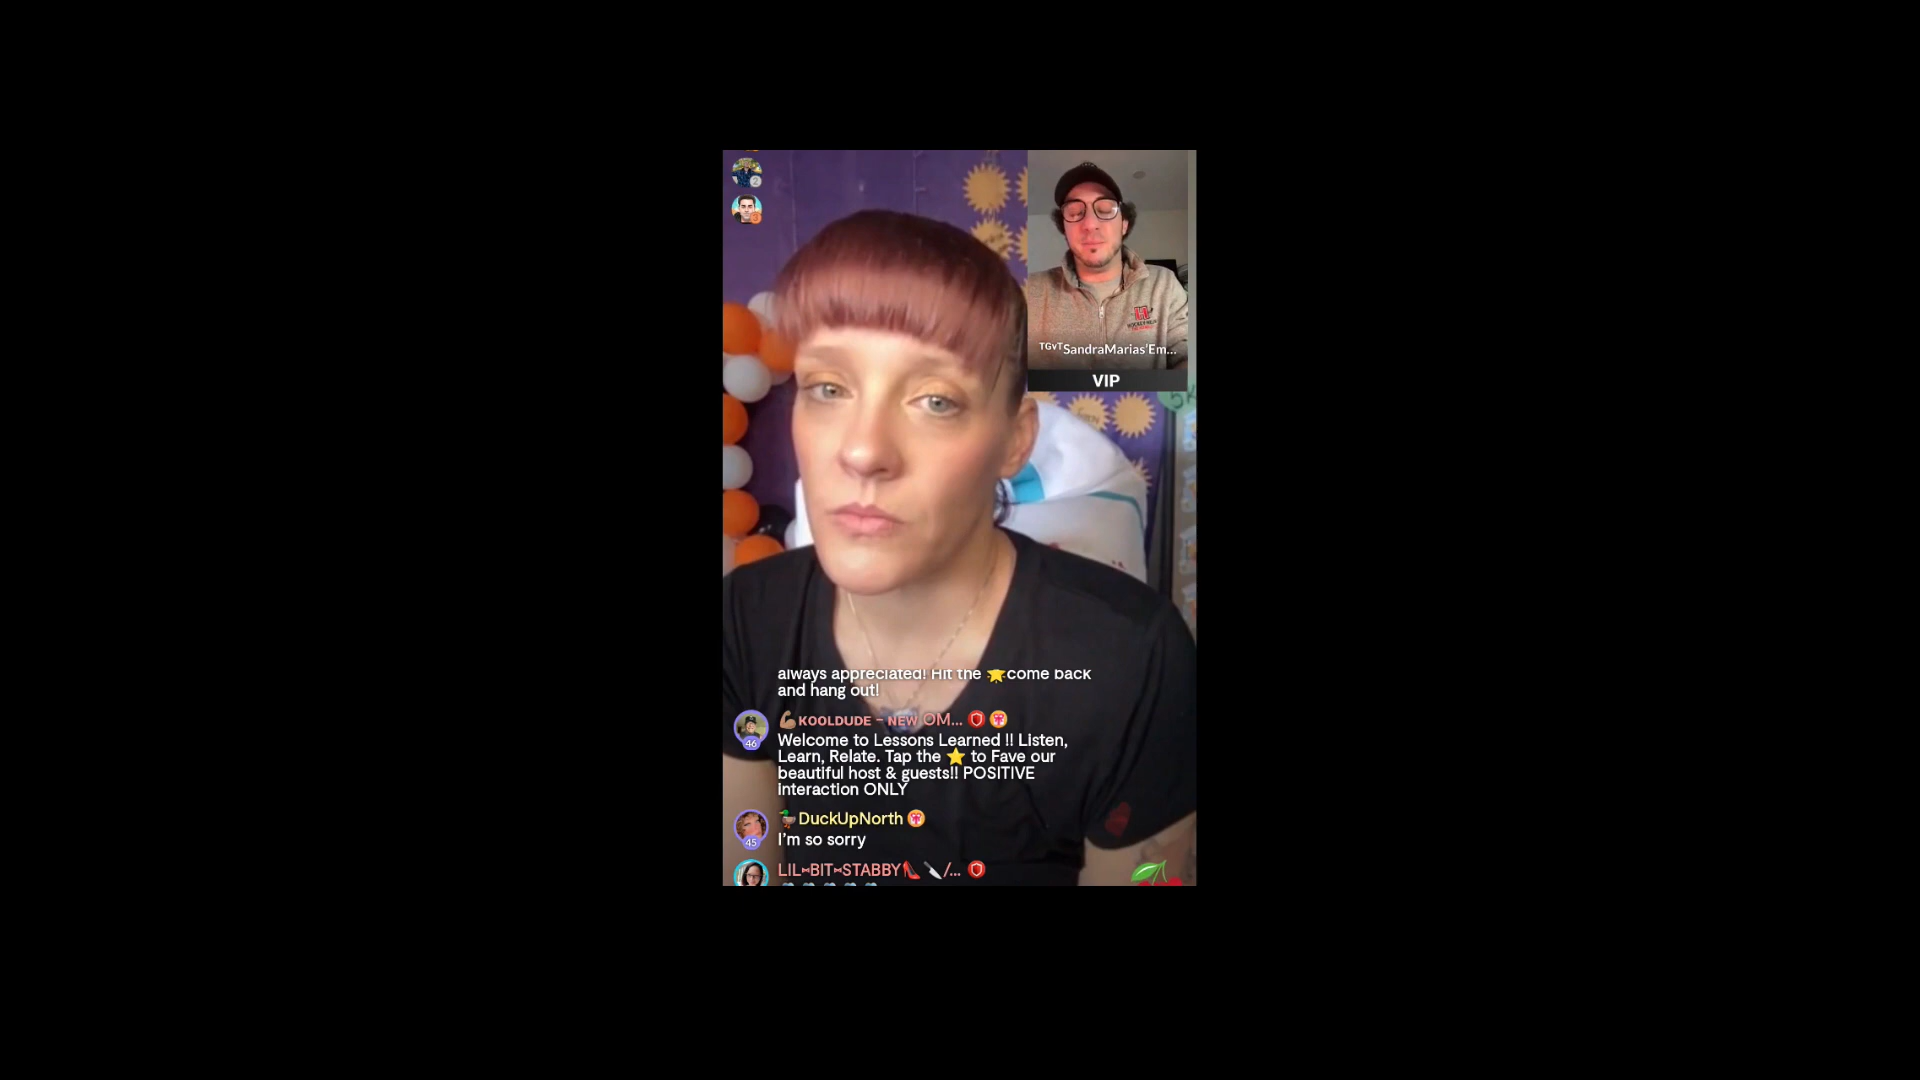 TGVTSandraMarias'Em...
VIP
5K
always appreciated! Hit the ⭐come back
and hang out!
💪🏽KOOLDUDE - NEW OM...
46
Welcome to Lessons Learned !! Listen,
Learn, Relate. Tap the ⭐ to Fave our
beautiful host & guests!! POSITIVE
interaction ONLY
🦆DuckUpNorth
45
I'm so sorry
LIL⑅BIT⑅STABBY👠🔪/...